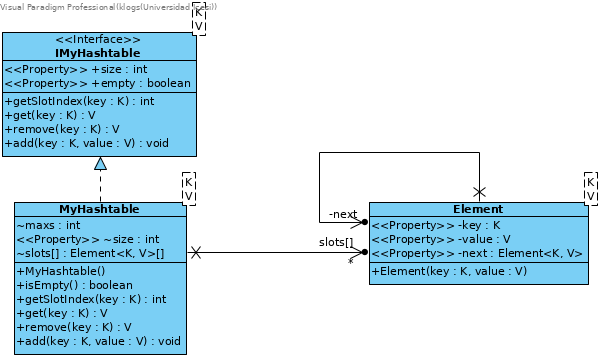 Visual Paradigm Professional(klogs(Universidad Icesi))
K
V
<<Interface>>
IMyHashtable
<<Property>> +size : int
<<Property>> +empty : boolean
+getSlotIndex(key : K) : int
+get(key : K) : V
+remove(key : K) : V
+add(key : K, value : V) : void
K
V
MyHashtable
~maxs : int
<<Property>> ~size : int
~slots[] : Element<K, V>[]
+MyHashtable()
+isEmpty() : boolean
+getSlotIndex(key : K) : int
+get(key : K) : V
+remove(key : K) : V
+add(key : K, value : V) : void
-next
slots[]
*
K
V
Element
<<Property>> -key : K
<<Property>> -value : V
<<Property>> -next : Element<K, V>
+Element(key : K, value : V)